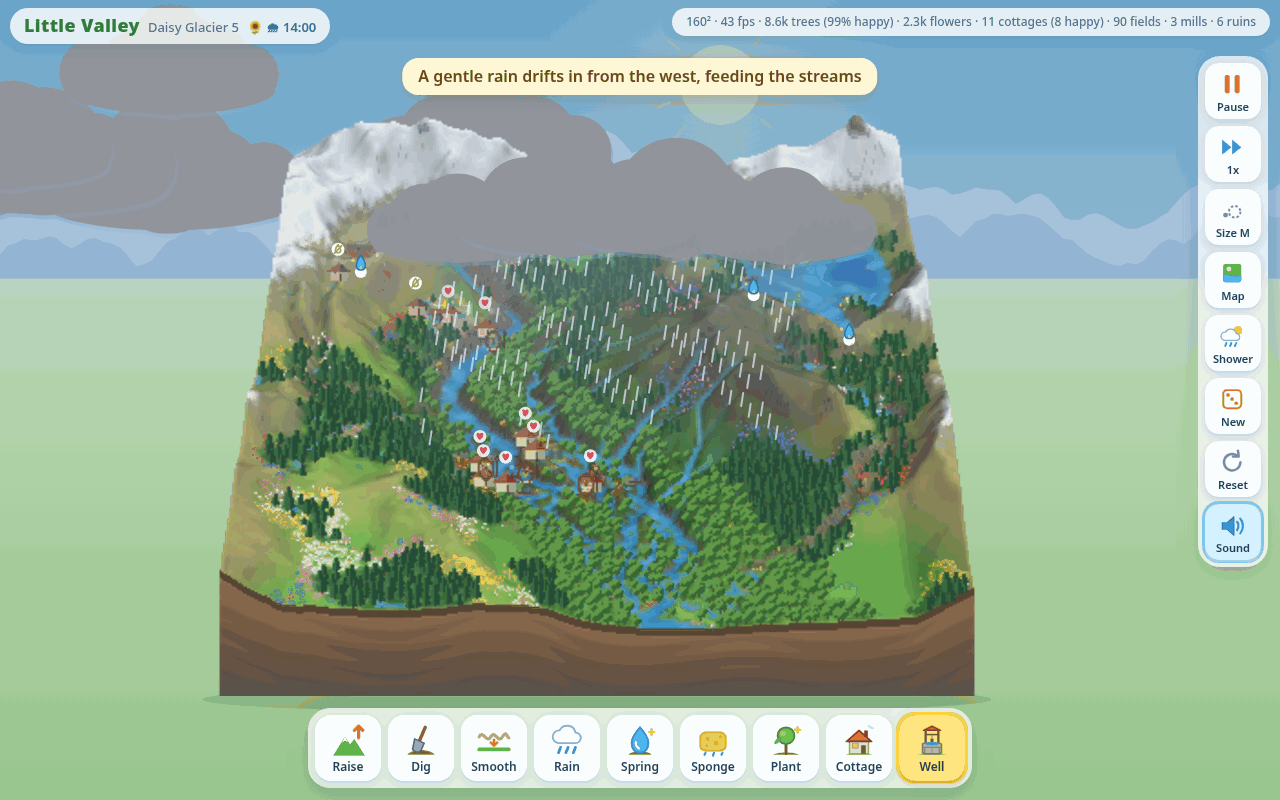 Little Valley Daisy Glacier 5 14:00
160² · 43 fps · 8.6k trees (99% happy) · 2.3k flowers · 11 cottages (8 happy) · 90 fields · 3 mills · 6 ruins
A gentle rain drifts in from the west, feeding the streams
Pause
1x
Size M
Map
Shower
New
Reset
Sound
Raise
Dig
Smooth
Rain
Spring
Sponge
Plant
Cottage
Well